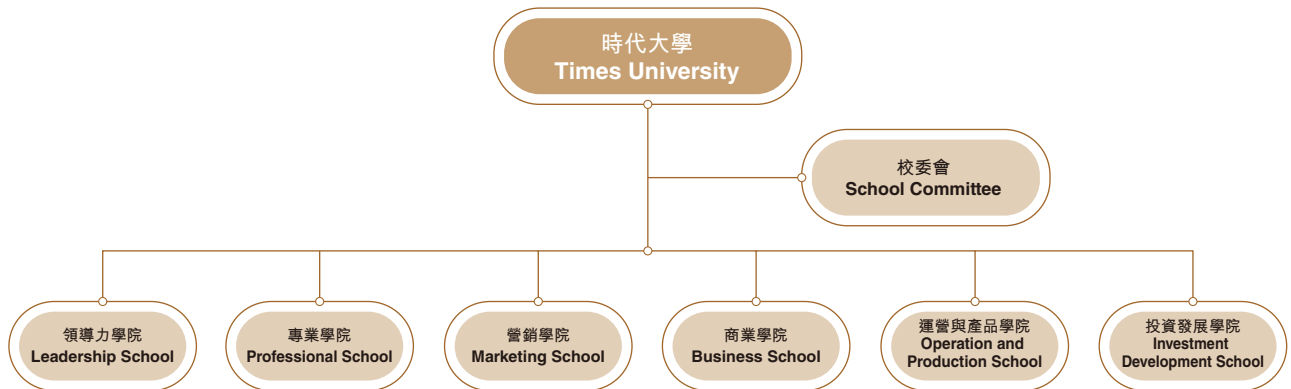 時代大學
Times University
校委會
School Committee
領導力學院
Leadership School
專業學院
Professional School
營銷學院
Marketing School
商業學院
Business School
運營與產品學院
Operation and
Production School
投資發展學院
Investment
Development School